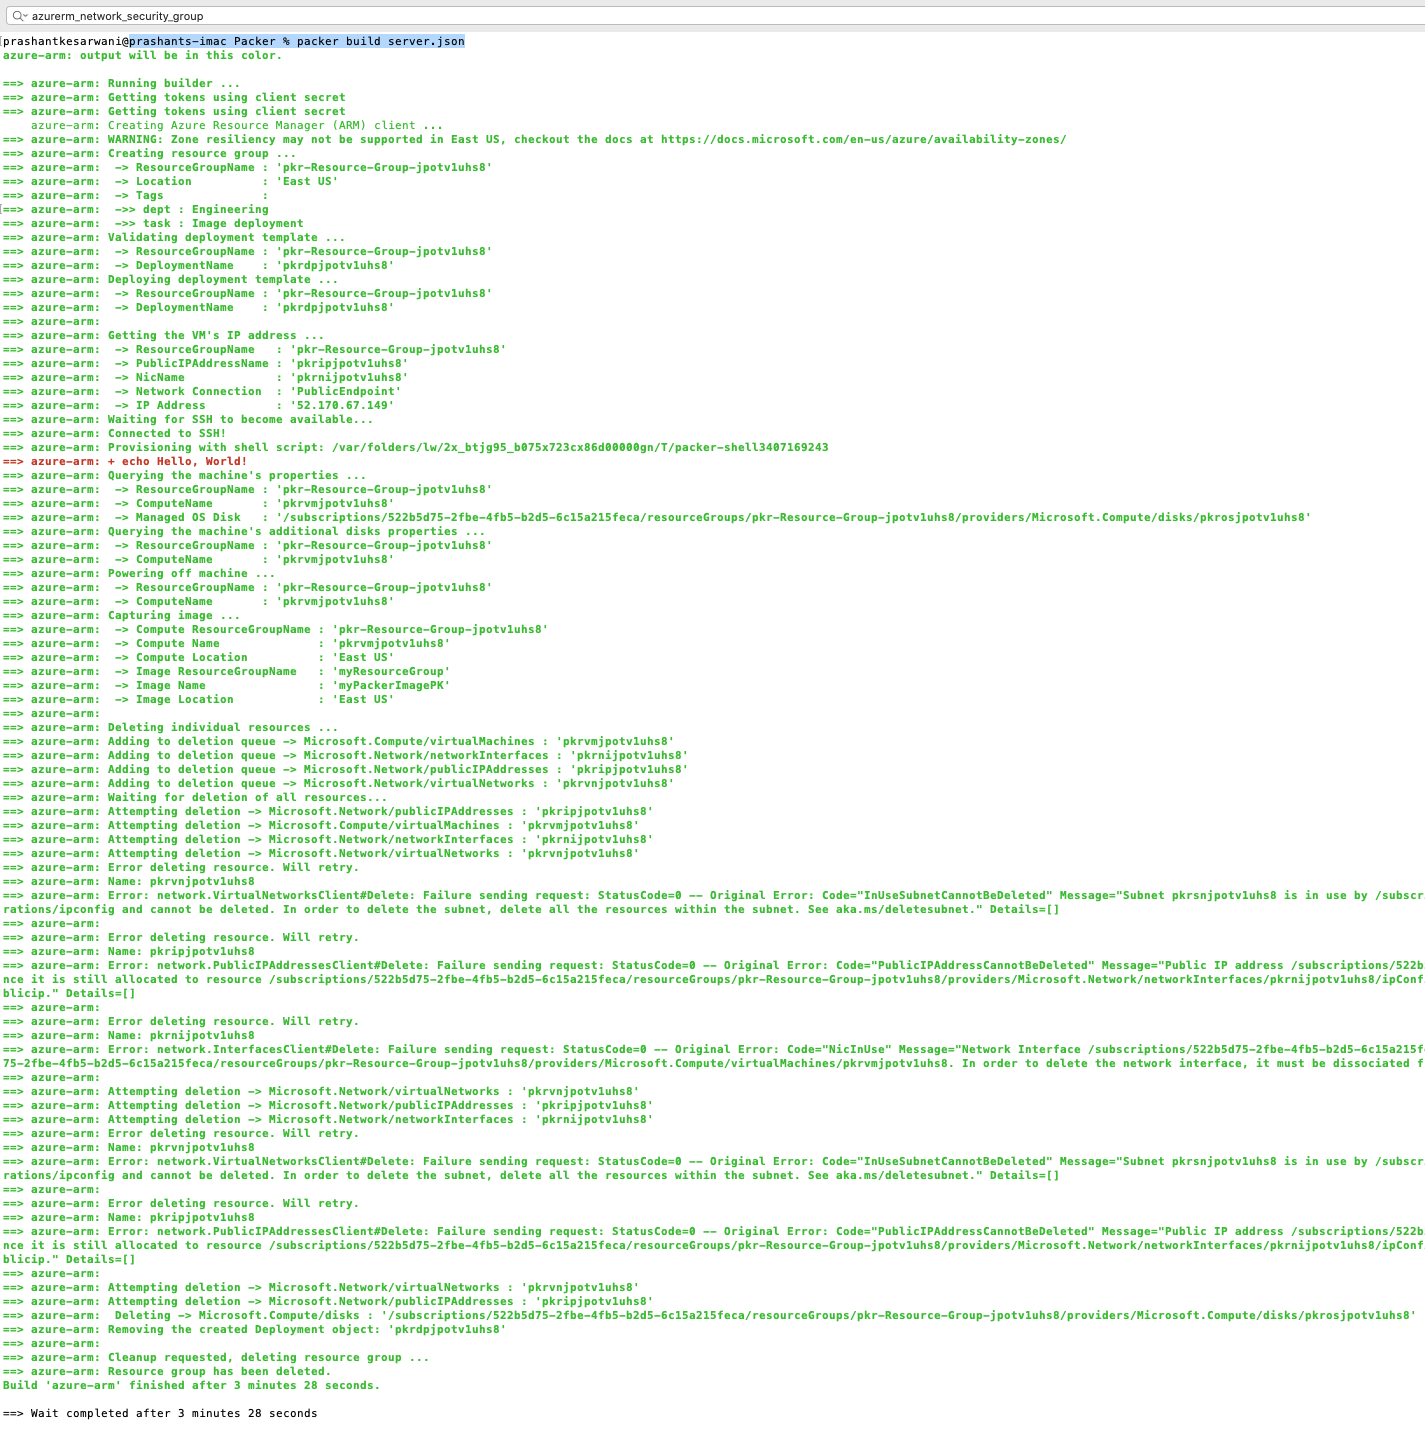 azurerm_network_security_group
prashantkesarwani@prashants-imac Packer % packer build server.json
azure-arm: output will be in this color.
==> azure-arm: Running builder ...
==> azure-arm: Getting tokens using client secret
==> azure-arm: Getting tokens using client secret
    azure-arm: Creating Azure Resource Manager (ARM) client ...
==> azure-arm: WARNING: Zone resiliency may not be supported in East US, checkout the docs at https://docs.microsoft.com/en-us/azure/availability-zones/
==> azure-arm: Creating resource group ...
==> azure-arm:  -> ResourceGroupName : 'pkr-Resource-Group-jpotv1uhs8'
==> azure-arm:  -> Location          : 'East US'
==> azure-arm:  -> Tags              :
==> azure-arm:  ->> dept : Engineering
==> azure-arm:  ->> task : Image deployment
==> azure-arm: Validating deployment template ...
==> azure-arm:  -> ResourceGroupName : 'pkr-Resource-Group-jpotv1uhs8'
==> azure-arm:  -> DeploymentName    : 'pkrdpjpotv1uhs8'
==> azure-arm: Deploying deployment template ...
==> azure-arm:  -> ResourceGroupName : 'pkr-Resource-Group-jpotv1uhs8'
==> azure-arm:  -> DeploymentName    : 'pkrdpjpotv1uhs8'
==> azure-arm:
==> azure-arm: Getting the VM's IP address ...
==> azure-arm:  -> ResourceGroupName   : 'pkr-Resource-Group-jpotv1uhs8'
==> azure-arm:  -> PublicIPAddressName : 'pkripjpotv1uhs8'
==> azure-arm:  -> NicName             : 'pkrnijpotv1uhs8'
==> azure-arm:  -> Network Connection  : 'PublicEndpoint'
==> azure-arm:  -> IP Address          : '52.170.67.149'
==> azure-arm: Waiting for SSH to become available...
==> azure-arm: Connected to SSH!
==> azure-arm: Provisioning with shell script: /var/folders/lw/2x_btjg95_b075x723cx86d00000gn/T/packer-shell3407169243
==> azure-arm: + echo Hello, World!
==> azure-arm: Querying the machine's properties ...
==> azure-arm:  -> ResourceGroupName : 'pkr-Resource-Group-jpotv1uhs8'
==> azure-arm:  -> ComputeName       : 'pkrvmjpotv1uhs8'
==> azure-arm:  -> Managed OS Disk   : '/subscriptions/522b5d75-2fbe-4fb5-b2d5-6c15a215feca/resourceGroups/pkr-Resource-Group-jpotv1uhs8/providers/Microsoft.Compute/disks/pkrosjpotv1uhs8'
==> azure-arm: Querying the machine's additional disks properties ...
==> azure-arm:  -> ResourceGroupName : 'pkr-Resource-Group-jpotv1uhs8'
==> azure-arm:  -> ComputeName       : 'pkrvmjpotv1uhs8'
==> azure-arm: Powering off machine ...
==> azure-arm:  -> ResourceGroupName : 'pkr-Resource-Group-jpotv1uhs8'
==> azure-arm:  -> ComputeName       : 'pkrvmjpotv1uhs8'
==> azure-arm: Capturing image ...
==> azure-arm:  -> Compute ResourceGroupName : 'pkr-Resource-Group-jpotv1uhs8'
==> azure-arm:  -> Compute Name              : 'pkrvmjpotv1uhs8'
==> azure-arm:  -> Compute Location          : 'East US'
==> azure-arm:  -> Image ResourceGroupName   : 'myResourceGroup'
==> azure-arm:  -> Image Name                : 'myPackerImagePK'
==> azure-arm:  -> Image Location            : 'East US'
==> azure-arm:
==> azure-arm: Deleting individual resources ...
==> azure-arm: Adding to deletion queue -> Microsoft.Compute/virtualMachines : 'pkrvmjpotv1uhs8'
==> azure-arm: Adding to deletion queue -> Microsoft.Network/networkInterfaces : 'pkrnijpotv1uhs8'
==> azure-arm: Adding to deletion queue -> Microsoft.Network/publicIPAddresses : 'pkripjpotv1uhs8'
==> azure-arm: Adding to deletion queue -> Microsoft.Network/virtualNetworks : 'pkrvnjpotv1uhs8'
==> azure-arm: Waiting for deletion of all resources...
==> azure-arm: Attempting deletion -> Microsoft.Network/publicIPAddresses : 'pkripjpotv1uhs8'
==> azure-arm: Attempting deletion -> Microsoft.Compute/virtualMachines : 'pkrvmjpotv1uhs8'
==> azure-arm: Attempting deletion -> Microsoft.Network/networkInterfaces : 'pkrnijpotv1uhs8'
==> azure-arm: Attempting deletion -> Microsoft.Network/virtualNetworks : 'pkrvnjpotv1uhs8'
==> azure-arm: Error deleting resource. Will retry.
==> azure-arm: Name: pkrvnjpotv1uhs8
==> azure-arm: Error: network.VirtualNetworksClient#Delete: Failure sending request: StatusCode=0 -- Original Error: Code="InUseSubnetCannotBeDeleted" Message="Subnet pkrsnjpotv1uhs8 is in use by /subscr
rations/ipconfig and cannot be deleted. In order to delete the subnet, delete all the resources within the subnet. See aka.ms/deletesubnet." Details=[]
==> azure-arm:
==> azure-arm: Error deleting resource. Will retry.
==> azure-arm: Name: pkripjpotv1uhs8
==> azure-arm: Error: network.PublicIPAddressesClient#Delete: Failure sending request: StatusCode=0 -- Original Error: Code="PublicIPAddressCannotBeDeleted" Message="Public IP address /subscriptions/522b
nce it is still allocated to resource /subscriptions/522b5d75-2fbe-4fb5-b2d5-6c15a215feca/resourceGroups/pkr-Resource-Group-jpotv1uhs8/providers/Microsoft.Network/networkInterfaces/pkrnijpotv1uhs8/ipConf
blicip." Details=[]
==> azure-arm:
==> azure-arm: Error deleting resource. Will retry.
==> azure-arm: Name: pkrnijpotv1uhs8
==> azure-arm: Error: network.InterfacesClient#Delete: Failure sending request: StatusCode=0 -- Original Error: Code="NicInUse" Message="Network Interface /subscriptions/522b5d75-2fbe-4fb5-b2d5-6c15a215f
75-2fbe-4fb5-b2d5-6c15a215feca/resourceGroups/pkr-Resource-Group-jpotv1uhs8/providers/Microsoft.Compute/virtualMachines/pkrvmjpotv1uhs8. In order to delete the network interface, it must be dissociated f
==> azure-arm:
==> azure-arm: Attempting deletion -> Microsoft.Network/virtualNetworks : 'pkrvnjpotv1uhs8'
==> azure-arm: Attempting deletion -> Microsoft.Network/publicIPAddresses : 'pkripjpotv1uhs8'
==> azure-arm: Attempting deletion -> Microsoft.Network/networkInterfaces : 'pkrnijpotv1uhs8'
==> azure-arm: Error deleting resource. Will retry.
==> azure-arm: Name: pkrvnjpotv1uhs8
==> azure-arm: Error: network.VirtualNetworksClient#Delete: Failure sending request: StatusCode=0 -- Original Error: Code="InUseSubnetCannotBeDeleted" Message="Subnet pkrsnjpotv1uhs8 is in use by /subscr
rations/ipconfig and cannot be deleted. In order to delete the subnet, delete all the resources within the subnet. See aka.ms/deletesubnet." Details=[]
==> azure-arm:
==> azure-arm: Error deleting resource. Will retry.
==> azure-arm: Name: pkripjpotv1uhs8
==> azure-arm: Error: network.PublicIPAddressesClient#Delete: Failure sending request: StatusCode=0 -- Original Error: Code="PublicIPAddressCannotBeDeleted" Message="Public IP address /subscriptions/522b
nce it is still allocated to resource /subscriptions/522b5d75-2fbe-4fb5-b2d5-6c15a215feca/resourceGroups/pkr-Resource-Group-jpotv1uhs8/providers/Microsoft.Network/networkInterfaces/pkrnijpotv1uhs8/ipConf
blicip." Details=[]
==> azure-arm:
==> azure-arm: Attempting deletion -> Microsoft.Network/virtualNetworks : 'pkrvnjpotv1uhs8'
==> azure-arm: Attempting deletion -> Microsoft.Network/publicIPAddresses : 'pkripjpotv1uhs8'
==> azure-arm:  Deleting -> Microsoft.Compute/disks : '/subscriptions/522b5d75-2fbe-4fb5-b2d5-6c15a215feca/resourceGroups/pkr-Resource-Group-jpotv1uhs8/providers/Microsoft.Compute/disks/pkrosjpotv1uhs8'
==> azure-arm: Removing the created Deployment object: 'pkrdpjpotv1uhs8'
==> azure-arm:
==> azure-arm: Cleanup requested, deleting resource group ...
==> azure-arm: Resource group has been deleted.
Build 'azure-arm' finished after 3 minutes 28 seconds.
==> Wait completed after 3 minutes 28 seconds